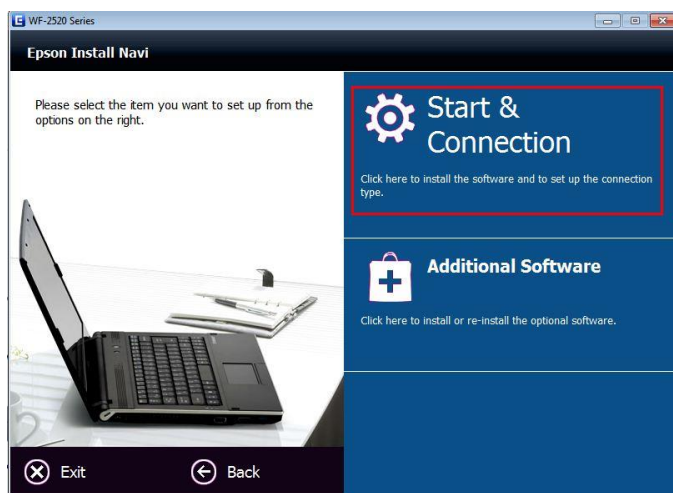 WF-2520 Series
Epson Install Navi
Please select the item you want to set up from the
options on the right.
Start &
Connection
Click here to install the software and to set up the connection
type.
Additional Software
Click here to install or re-install the optional software.
Exit
Back